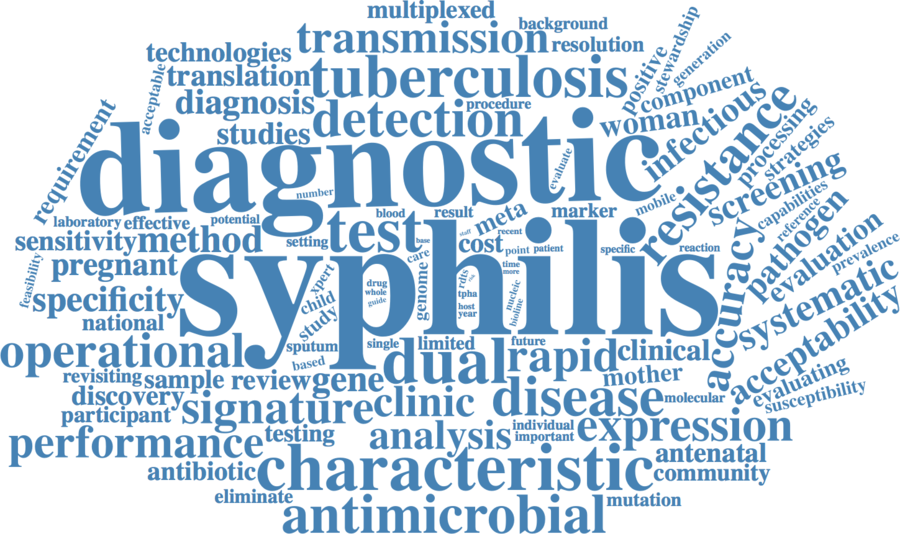 multiplexed
background
stewardship
transmission
resolution
generation
technologies
positive
translation
tuberculosis
component
acceptable
diagnosis
procedure
infectious
detection
woman
studies
resistance
processing
requirement
diagnostic
strategies
evaluate
screening
number
mobile
capabilities
laboratory effective
potential
blood
result
meta
marker
reference
pathogen
sensitivity
method
setting
test
base
staff
recent
cost
point
patient
specific
reaction
evaluation
prevalence
feasibility
pregnant
care
syphilis
accuracy
systematic
specificity
xpert
child
study
drug
whole
guide
genome
rdts
tpha
host
year
time
more
nucleic
bioline
national
acceptability
operational
sputum
based
single
limited
future
dual
rapid
clinical
revisiting
sample
review
gene
mother
evaluating
discovery
susceptibility
participant
signature
clinic
disease
molecular
performance
testing
analysis
individual
important
expression
antibiotic
characteristic
antenatal
community
eliminate
antimicrobial
mutation